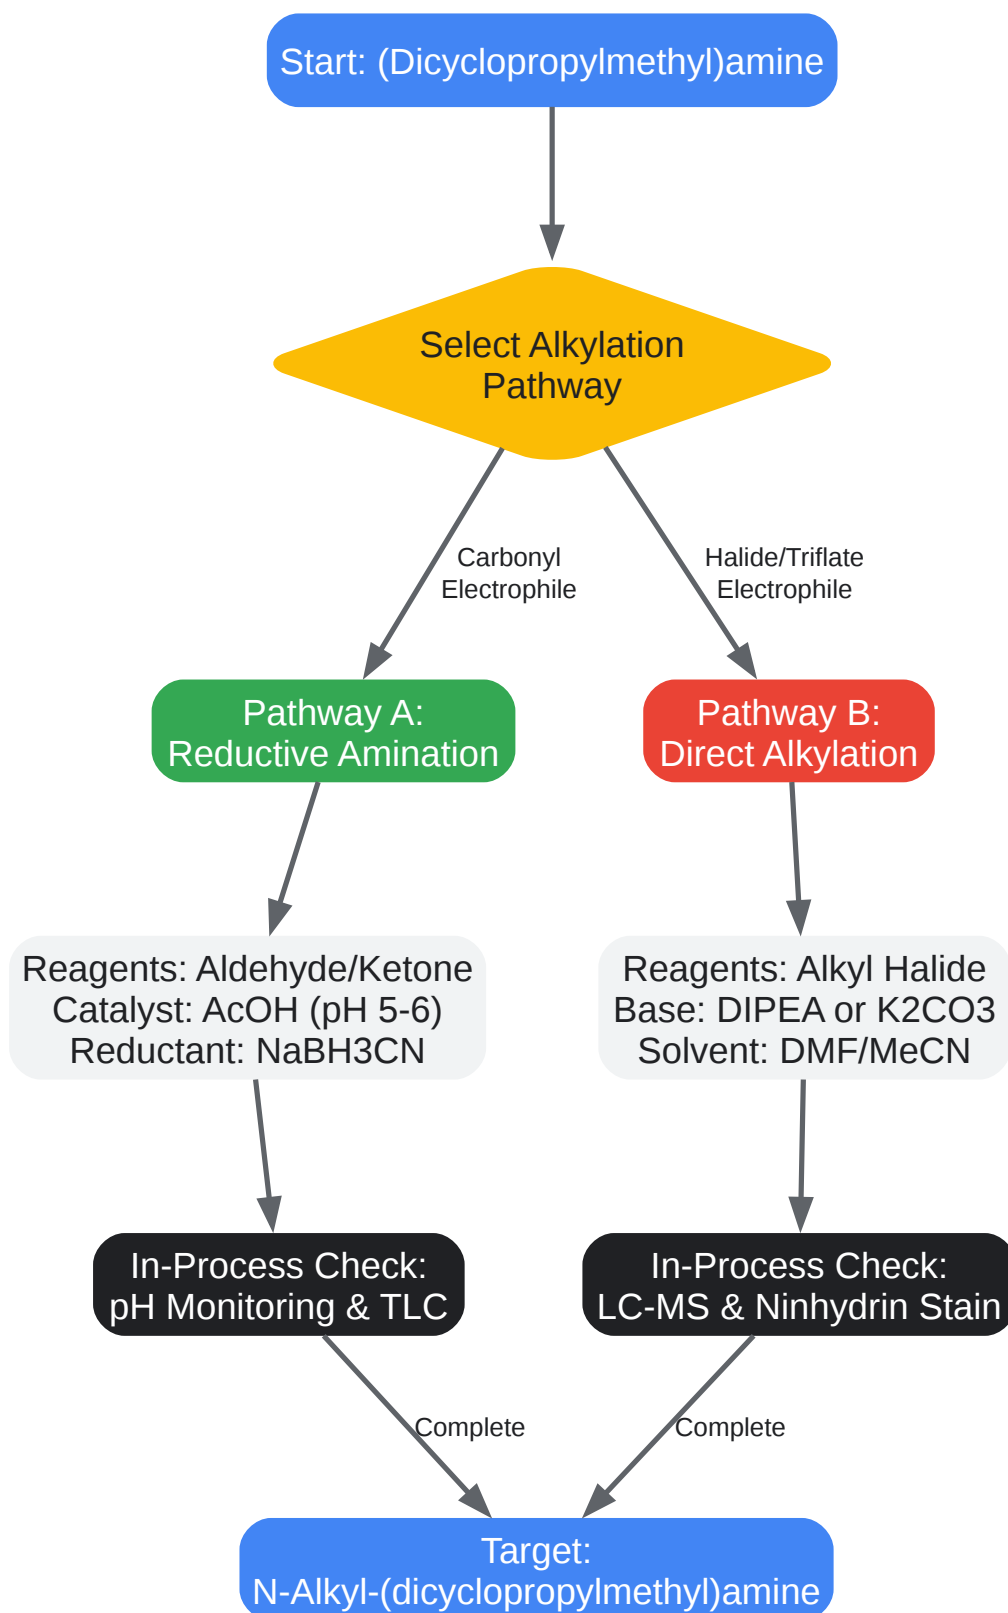 Start: (Dicyclopropylmethyl)amine
Select Alkylation
Pathway
Carbonyl
Electrophile
Halide/Triflate
Electrophile
Pathway A:
Reductive Amination
Pathway B:
Direct Alkylation
Reagents: Aldehyde/Ketone
Catalyst: AcOH (pH 5-6)
Reductant: NaBH3CN
Reagents: Alkyl Halide
Base: DIPEA or K2CO3
Solvent: DMF/MeCN
In-Process Check:
pH Monitoring & TLC
In-Process Check:
LC-MS & Ninhydrin Stain
Complete
Complete
Target:
N-Alkyl-(dicyclopropylmethyl)amine